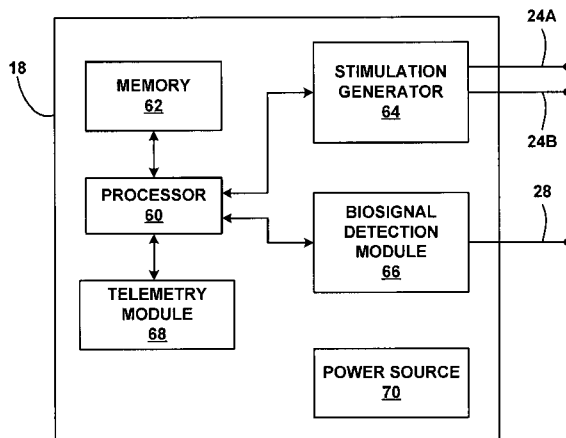 24A
18
MEMORY
62
STIMULATION
GENERATOR
64
24B
PROCESSOR
60
BIOSIGNAL
DETECTION
MODULE
66
28
TELEMETRY
MODULE
68
POWER SOURCE
70